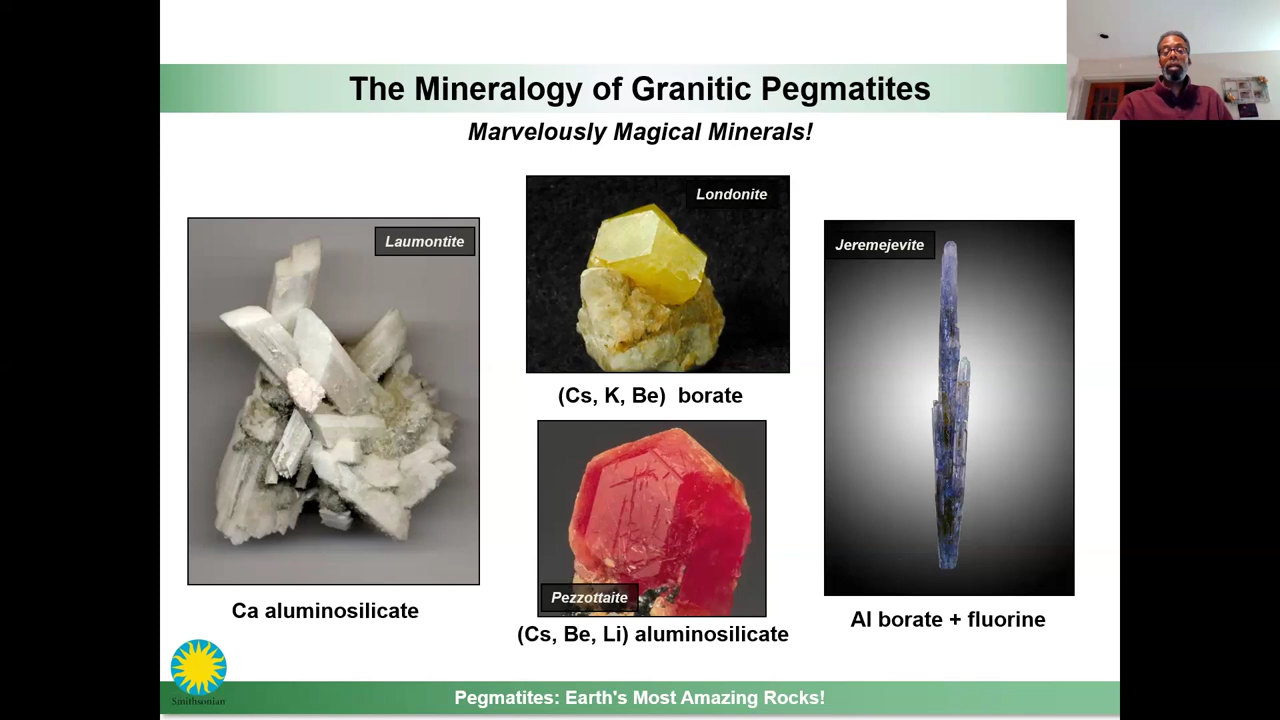 The Mineralogy of Granitic Pegmatites
Marvelously Magical Minerals!
Laumontite
Ca aluminosilicate
Londonite
(Cs, K, Be) borate
Pezzottaite
(Cs, Be, Li) aluminosilicate
Jeremejevite
Al borate + fluorine
Smithsonian
Pegmatites: Earth's Most Amazing Rocks!